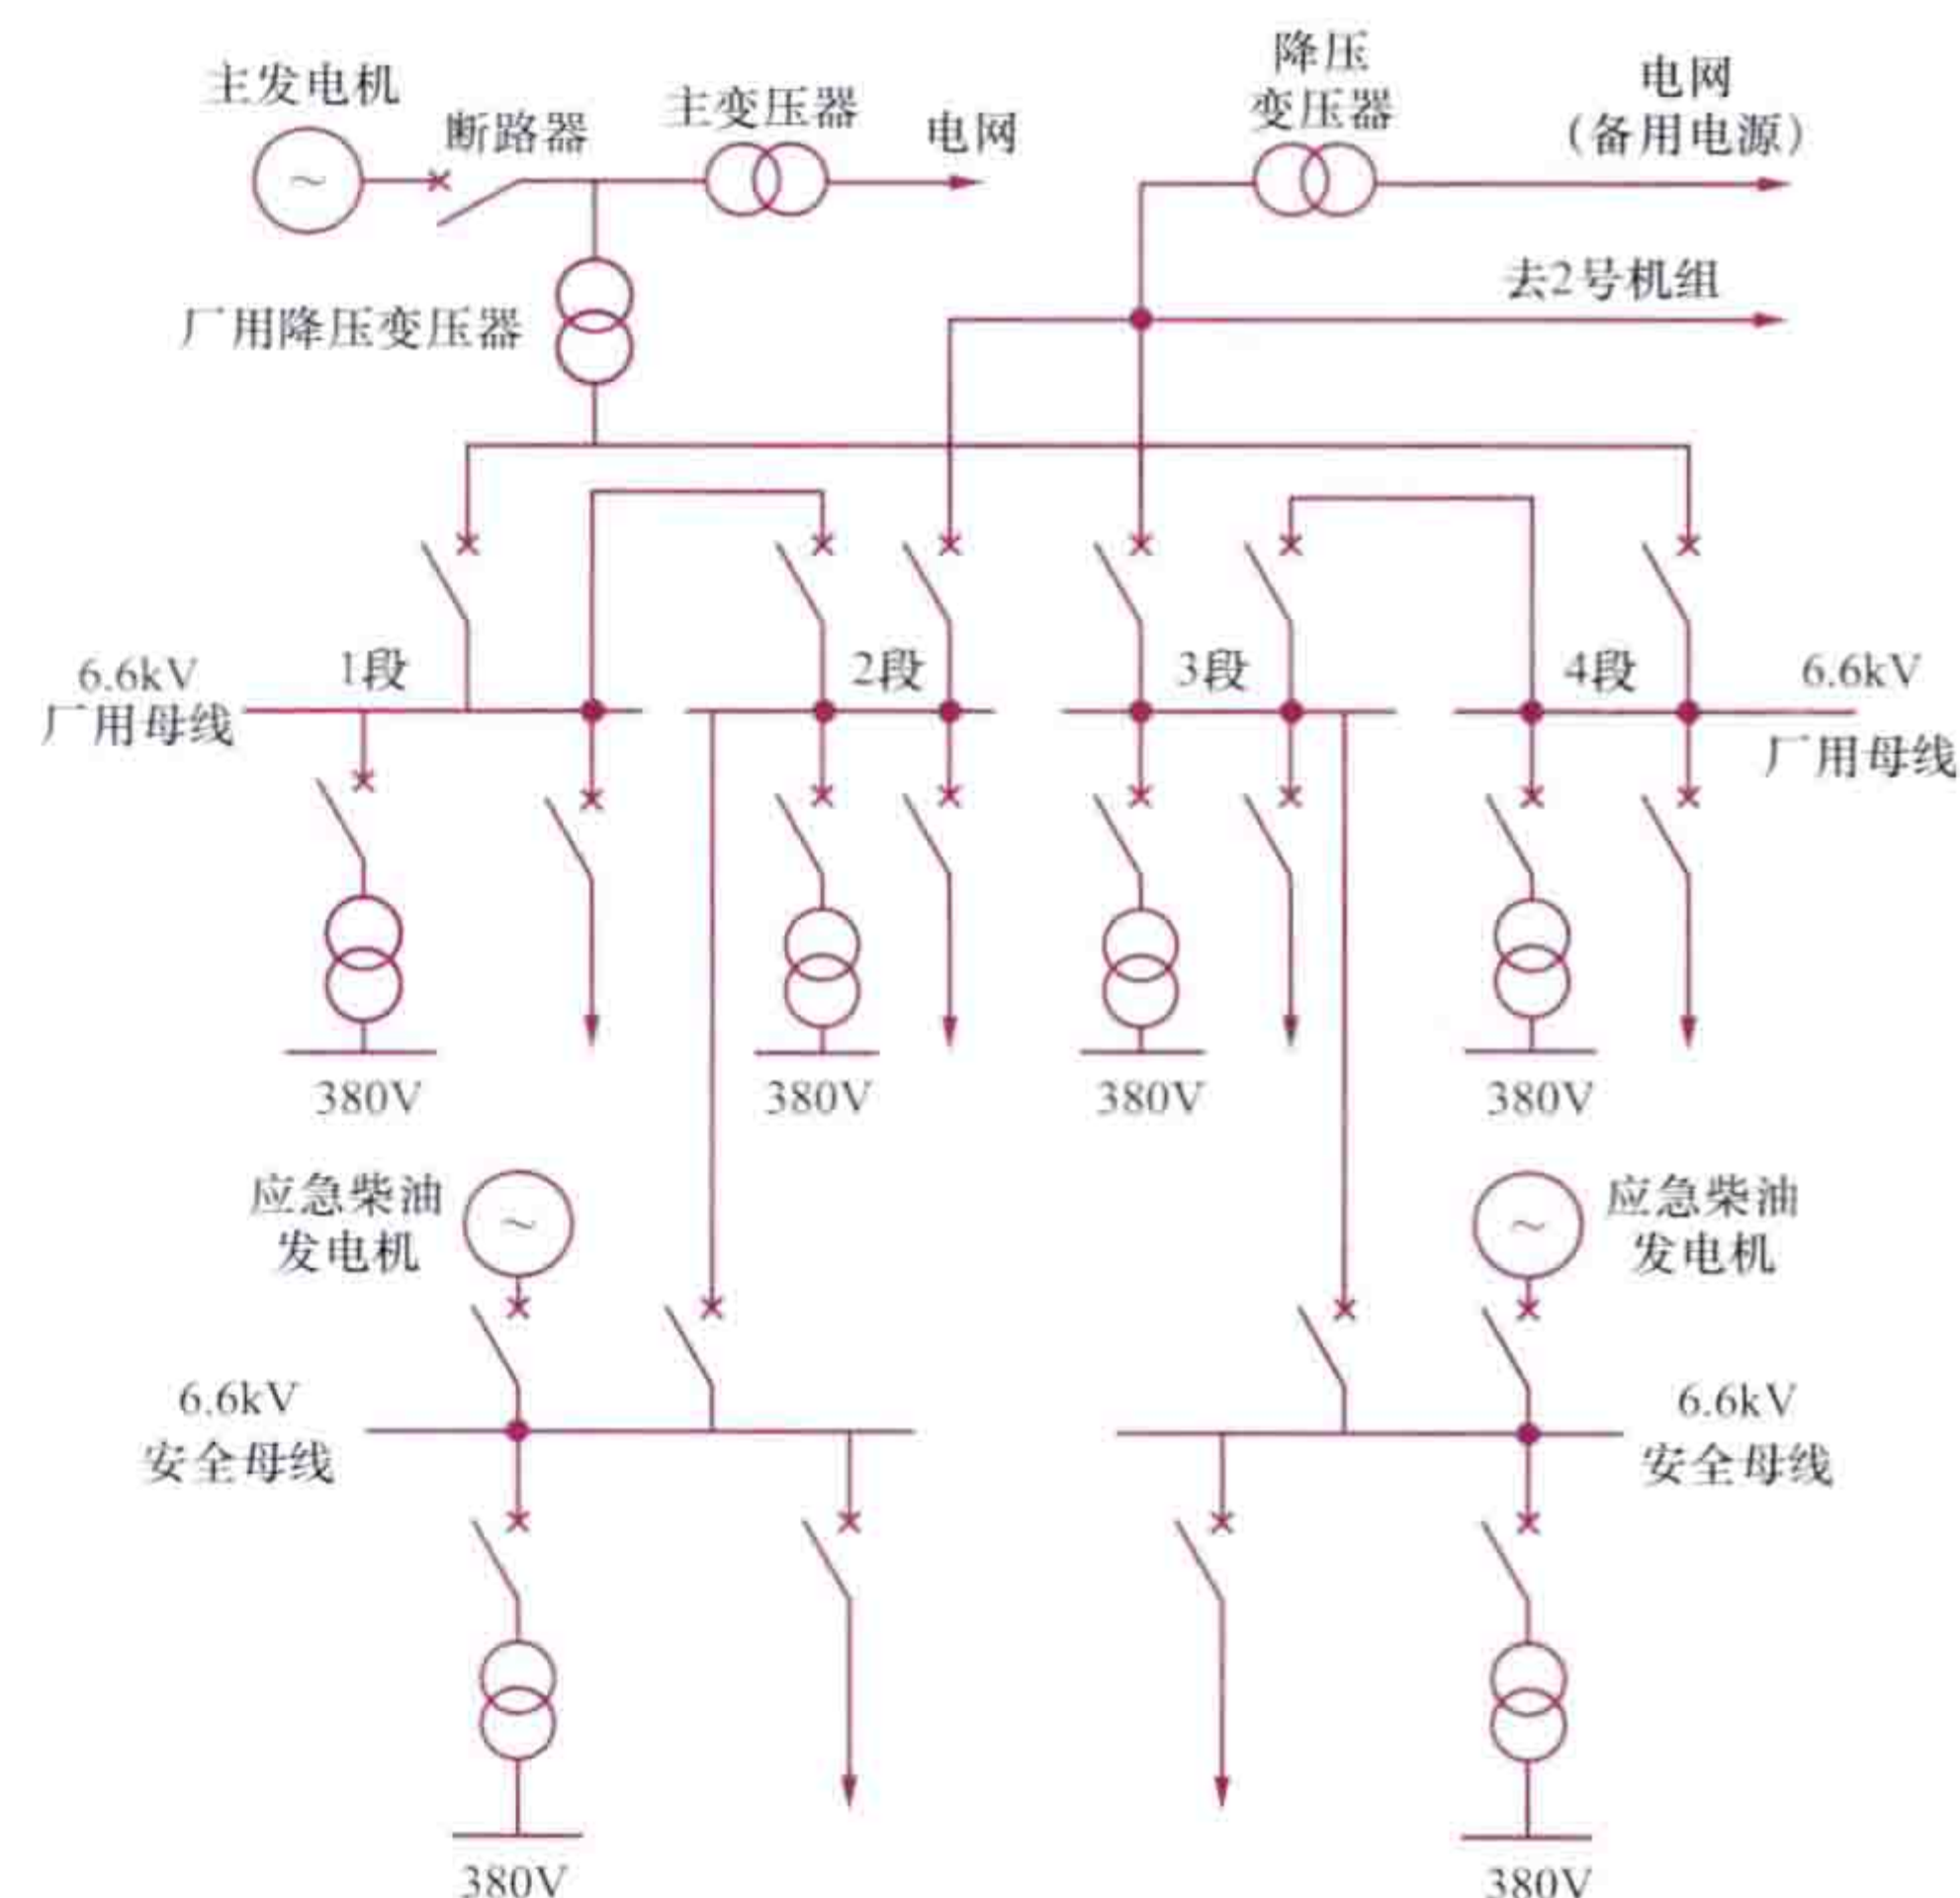 主发电机
断路器
主变压器
电网
降压
变压器
电网
(备用电源)
去2号机组
厂用降压变压器
6.6kV
厂用母线
1段
2段
3段
4段
6.6kV
厂用母线
380V
380V
380V
380V
应急柴油
发电机
应急柴油
发电机
6.6kV
安全母线
6.6kV
安全母线
380V
380V